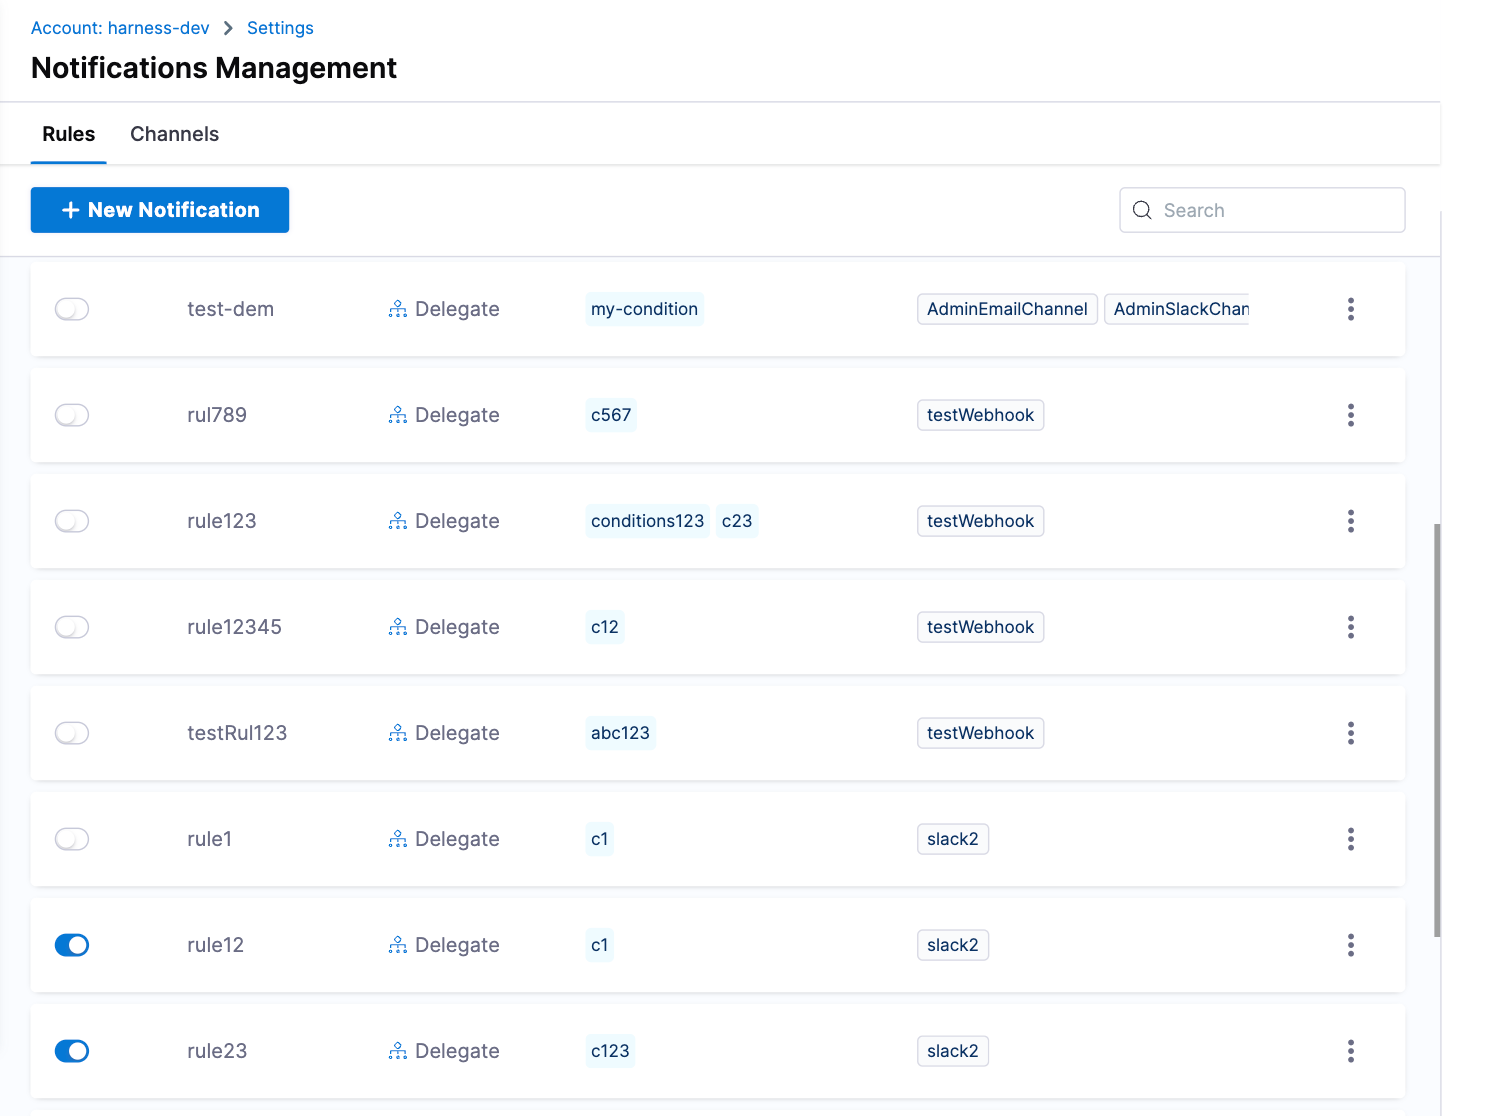 Account: harness-dev > Settings
Notifications Management
Rules Channels
+ New Notification Search
test-dem Delegate my-condition AdminEmailChannel AdminSlackChan
rul789 Delegate c567 testWebhook
rule123 Delegate conditions123 c23 testWebhook
rule12345 Delegate c12 testWebhook
testRul123 Delegate abc123 testWebhook
rule1 Delegate c1 slack2
rule12 Delegate c1 slack2
rule23 Delegate c123 slack2